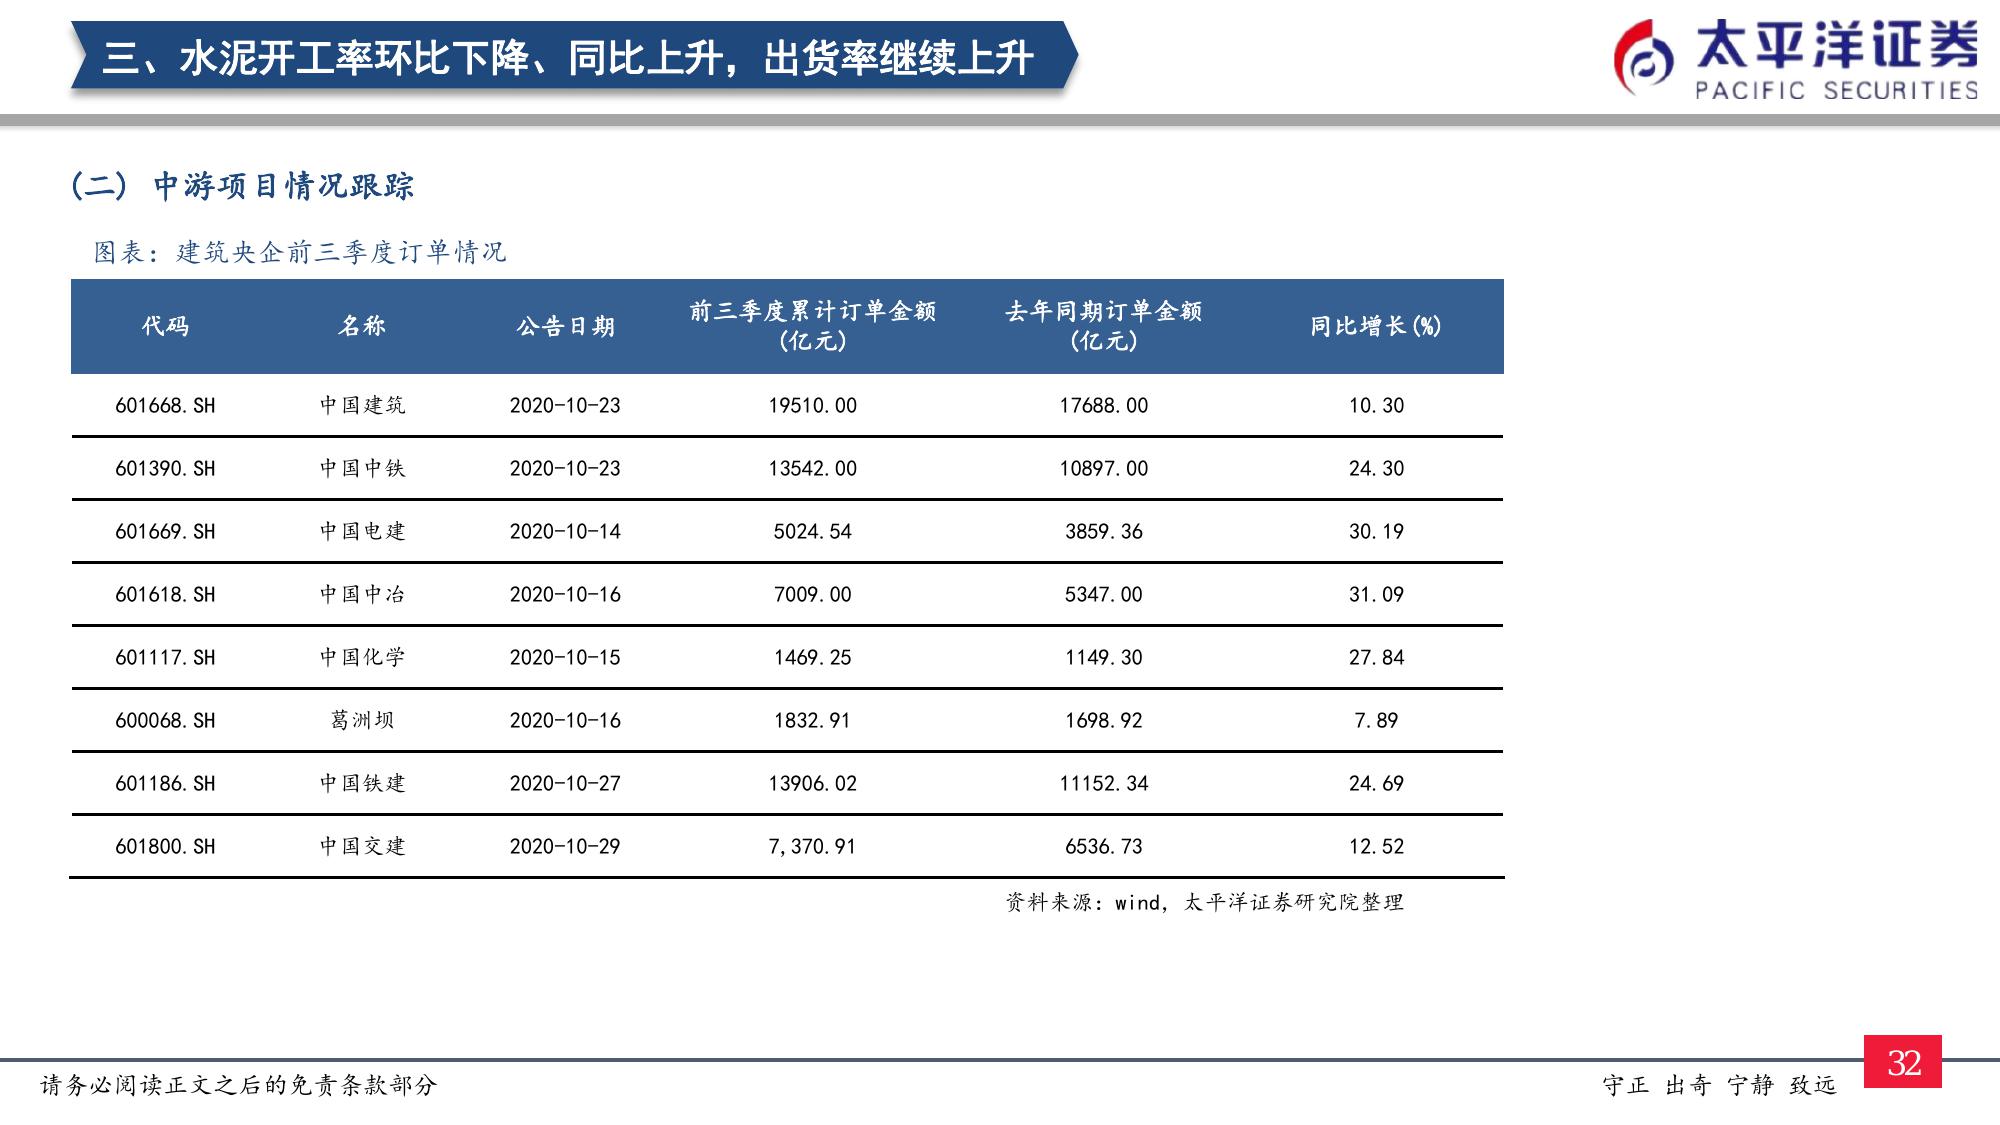 三、水泥开工率环比下降、同比上升，出货率继续上升
太平洋证券
PACIFIC SECURITIES
(二) 中游项目情况跟踪
图表：建筑央企前三季度订单情况
代码 名称 公告日期 前三季度累计订单金额(亿元) 去年同期订单金额(亿元) 同比增长(%)
601668.SH 中国建筑 2020-10-23 19510.00 17688.00 10.30
601390.SH 中国中铁 2020-10-23 13542.00 10897.00 24.30
601669.SH 中国电建 2020-10-14 5024.54 3859.36 30.19
601618.SH 中国中冶 2020-10-16 7009.00 5347.00 31.09
601117.SH 中国化学 2020-10-15 1469.25 1149.30 27.84
600068.SH 葛洲坝 2020-10-16 1832.91 1698.92 7.89
601186.SH 中国铁建 2020-10-27 13906.02 11152.34 24.69
601800.SH 中国交建 2020-10-29 7,370.91 6536.73 12.52
资料来源：wind，太平洋证券研究院整理
请务必阅读正文之后的免责条款部分
守正 出奇 宁静 致远
32